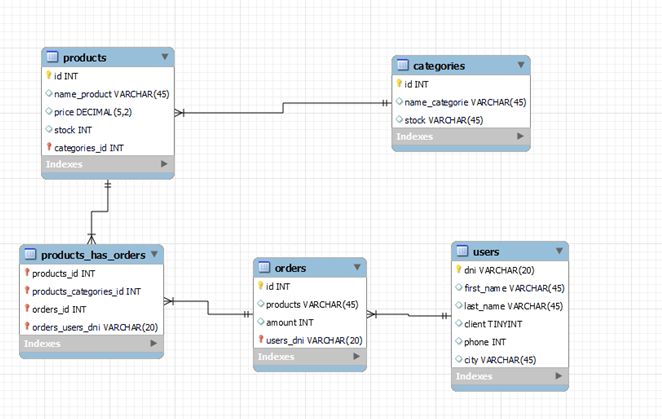 products
id INT
name_product VARCHAR(45)
price DECIMAL(5,2)
stock INT
categories_id INT
Indexes
categories
id INT
name_categorie VARCHAR(45)
stock VARCHAR(45)
Indexes
products_has_orders
products_id INT
products_categories_id INT
orders_id INT
orders_users_dni VARCHAR(20)
Indexes
orders
id INT
products VARCHAR(45)
amount INT
users_dni VARCHAR(20)
Indexes
users
dni VARCHAR(20)
first_name VARCHAR(45)
last_name VARCHAR(45)
client TINYINT
phone INT
city VARCHAR(45)
Indexes